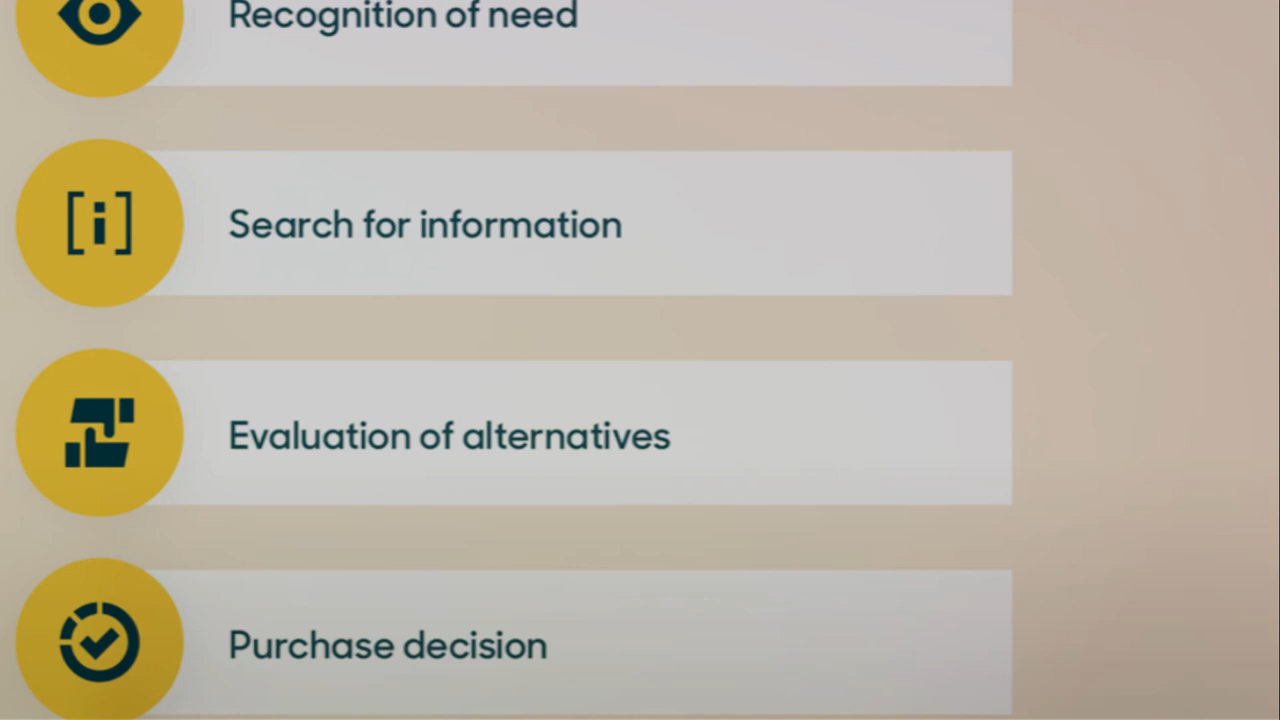 Recognition of need
[i]
Search for information
Evaluation of alternatives
Purchase decision